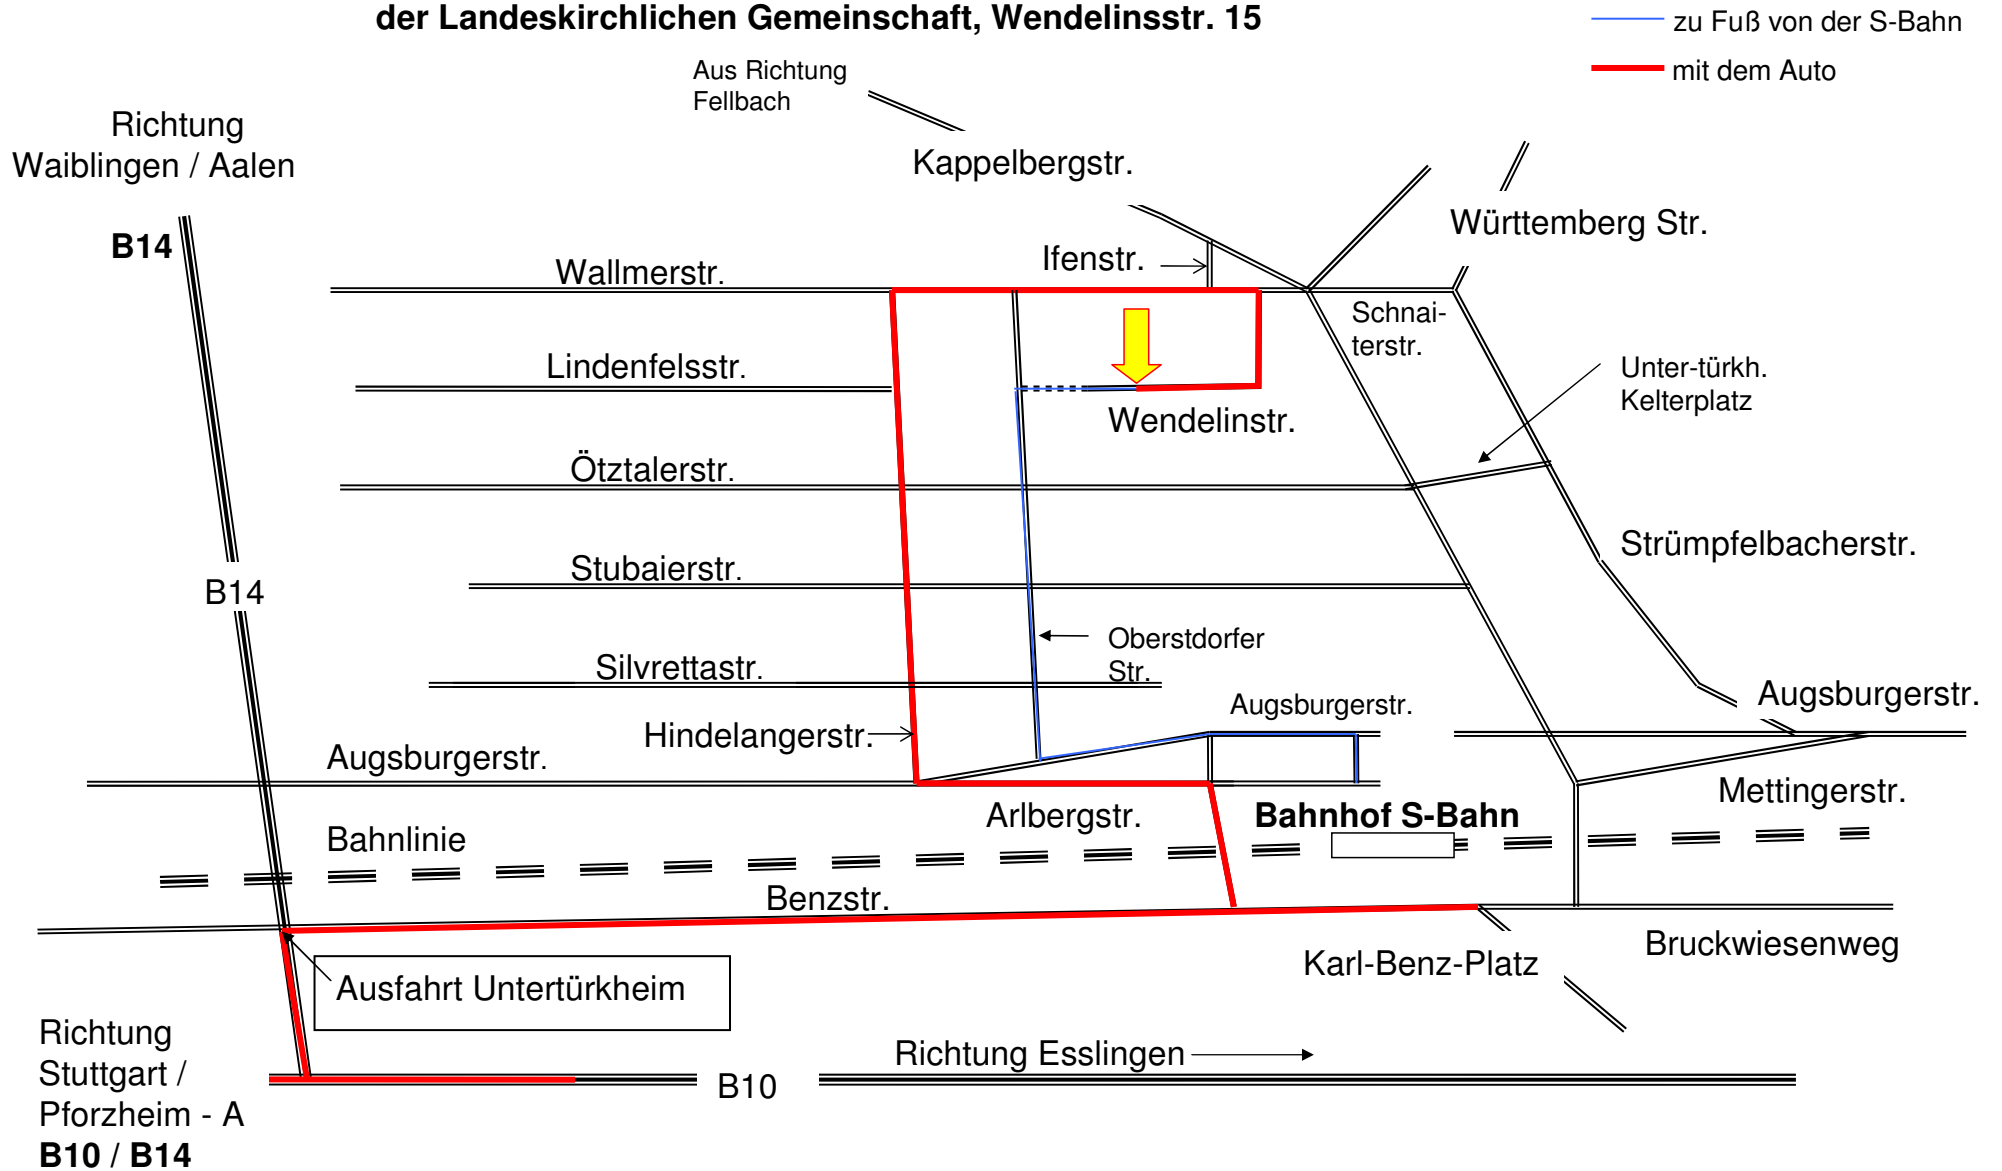 der Landeskirchlichen Gemeinschaft, Wendelinsstr. 15
zu Fuß von der S-Bahn
mit dem Auto
Aus Richtung
Fellbach
Richtung
Waiblingen / Aalen
Kappelbergstr.
Württemberg Str.
B14
Ifenstr.
Wallmerstr.
Schnai-
terstr.
Lindenfelsstr.
Unter-türkh.
Kelterplatz
Wendelinstr.
Ötztalerstr.
Strümpfelbacherstr.
Stubaierstr.
B14
Oberstdorfer
Str.
Silvrettastr.
Augsburgerstr.
Augsburgerstr.
Hindelangerstr.
Augsburgerstr.
Mettingerstr.
Arlbergstr.
Bahnhof S-Bahn
Bahnlinie
Benzstr.
Bruckwiesenweg
Karl-Benz-Platz
Ausfahrt Untertürkheim
Richtung
Stuttgart /
Pforzheim - A
B10 / B14
Richtung Esslingen
B10